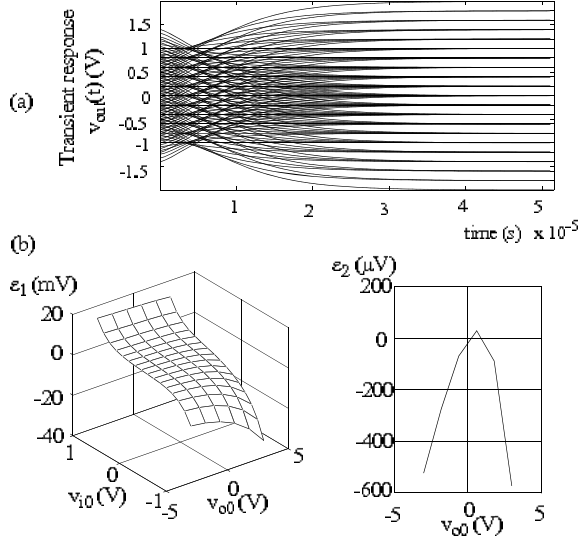 (a)
Transient response
v_out(t) (V)
1.5
1
0.5
0
-0.5
-1
-1.5
1 2 3 4 5
time (s) x 10^-5
(b)
ε1 (mV)
20
0
-20
-40
1
0
-1
v_i0 (V)
-5
0
5
v_o0 (V)
ε2 (μV)
200
0
-200
-400
-600
-5 0 5
v_o0 (V)